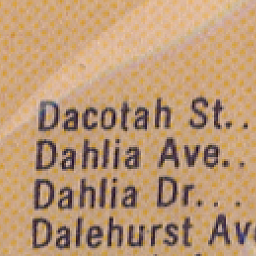 Dacotah St. .
Dahlia Ave. .
Dahlia Dr. . .
Dalehurst Av